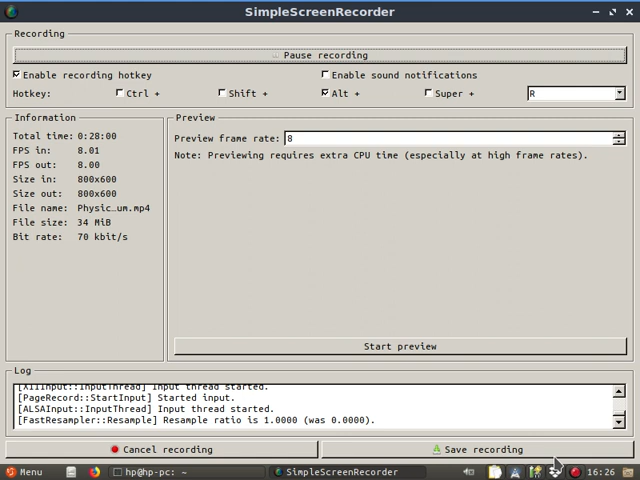 SimpleScreenRecorder
Recording
Pause recording
Enable recording hotkey
Enable sound notifications
Hotkey: Ctrl + Shift + Alt + Super + R
Information
Total time: 0:28:00
FPS in: 8.01
FPS out: 8.00
Size in: 800x600
Size out: 800x600
File name: Physic…um.mp4
File size: 34 MiB
Bit rate: 70 kbit/s
Preview
Preview frame rate: 8
Note: Previewing requires extra CPU time (especially at high frame rates).
Start preview
Log
[X11Input::InputThread] Input thread started.
[PageRecord::StartInput] Started input.
[ALSAInput::InputThread] Input thread started.
[FastResampler::Resample] Resample ratio is 1.0000 (was 0.0000).
Cancel recording
Save recording
Menu
hp@hp-pc: ~
SimpleScreenRecorder
16:26